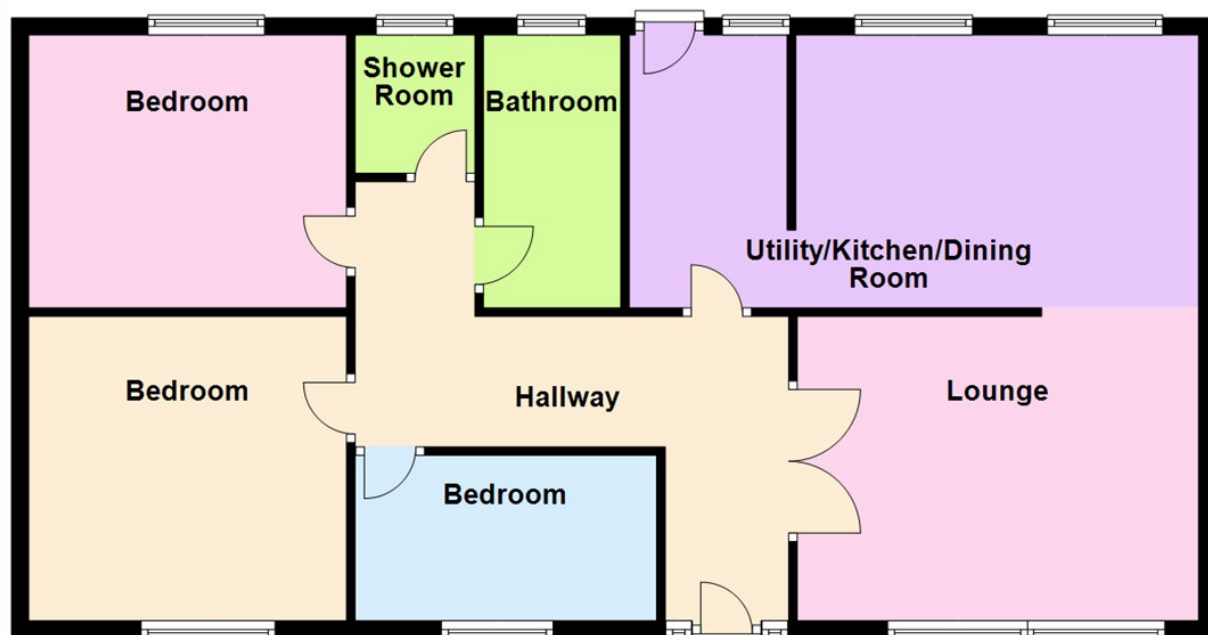 Shower
Room
Bedroom
Bathroom
Utility/Kitchen/Dining
Room
Bedroom
Hallway
Lounge
Bedroom